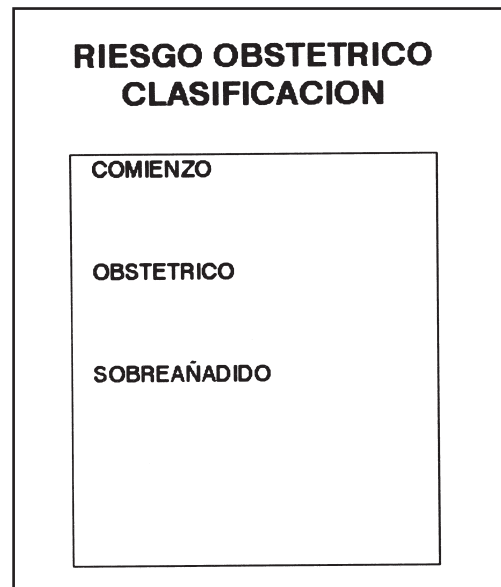 RIESGO OBSTETRICO
CLASIFICACION
COMIENZO
OBSTETRICO
SOBREAÑADIDO